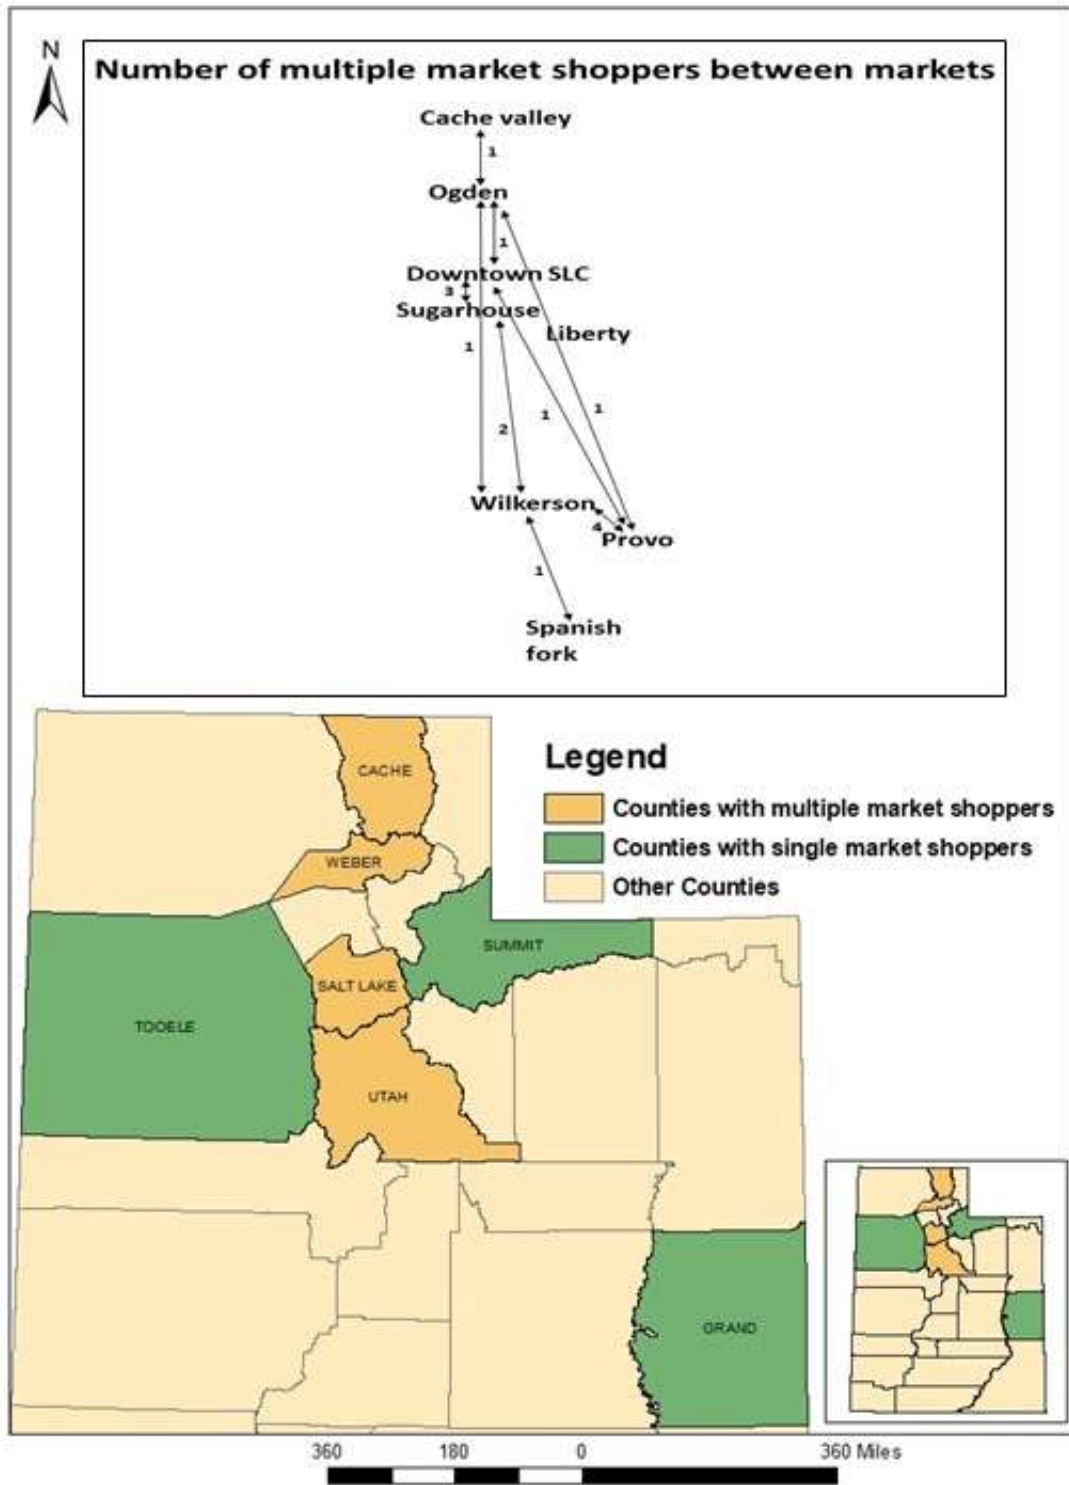 N
Number of multiple market shoppers between markets
Cache valley
1
Ogden
1
Downtown SLC
3
Sugarhouse
Liberty
1
1
1
2
Wilkerson
4
Provo
1
Spanish
fork
Legend
Counties with multiple market shoppers
Counties with single market shoppers
Other Counties
CACHE
WEBER
SUMMIT
SALT LAKE
TOOELE
UTAH
GRAND
360 180 0 360 Miles